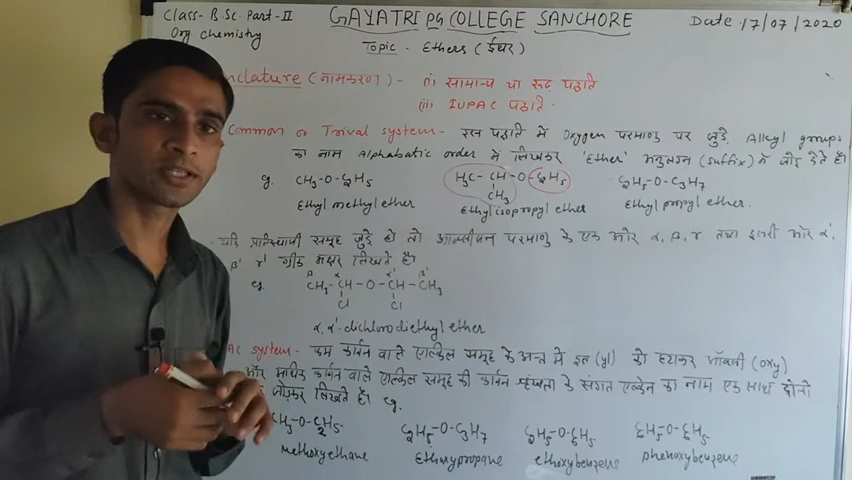 Class- B.Sc. Part-II GAYATRI PG COLLEGE SANCHORE Date 17/07/2020
Org Chemistry
Topic - Ethers (ईथर)
nclature (नामकरण) - (i) सामान्य या रूढ़ पद्धति
(ii) IUPAC पद्धति -
Common or Trival system - इस पद्धति में Oxygen परमाणु पर जुड़े Alkyl groups
का नाम Alphabatic order में लिखकर 'Ether' अनुलग्न (suffix) में जोड़ देते है।
g. CH3-O-C2H5 H3C-CH-O-C2H5 C2H5-O-C3H7
CH3
Ethyl methyl ether Ethyl isopropyl ether Ethyl propyl ether.
यदि प्रतिस्थापी समूह जुड़े हो तो ऑक्सीजन परमाणु के एक ओर α, β, γ तथा दूसरी ओर α',
β' γ' ग्रीक अक्षर लिखते हैं।
β α α' β'
eg. CH3-CH-O-CH-CH3
Cl Cl
α, α'-dichlorodiethyl ether
AC system - कम कार्बन वाले एल्किल समूह के अन्त में इल (yl) को हटाकर ऑक्सी (oxy)
और अधिक कार्बन वाले एल्किल समूह की कार्बन श्रृंखला के संगत एल्केन का नाम एक साथ दोनों
जोड़कर लिखते हैं। eg.
CH3-O-C2H5 C2H5-O-C3H7 C2H5-O-C6H5 C6H5-O-C6H5
methoxyethane Ethoxypropane ethoxybenzene phenoxybenzene